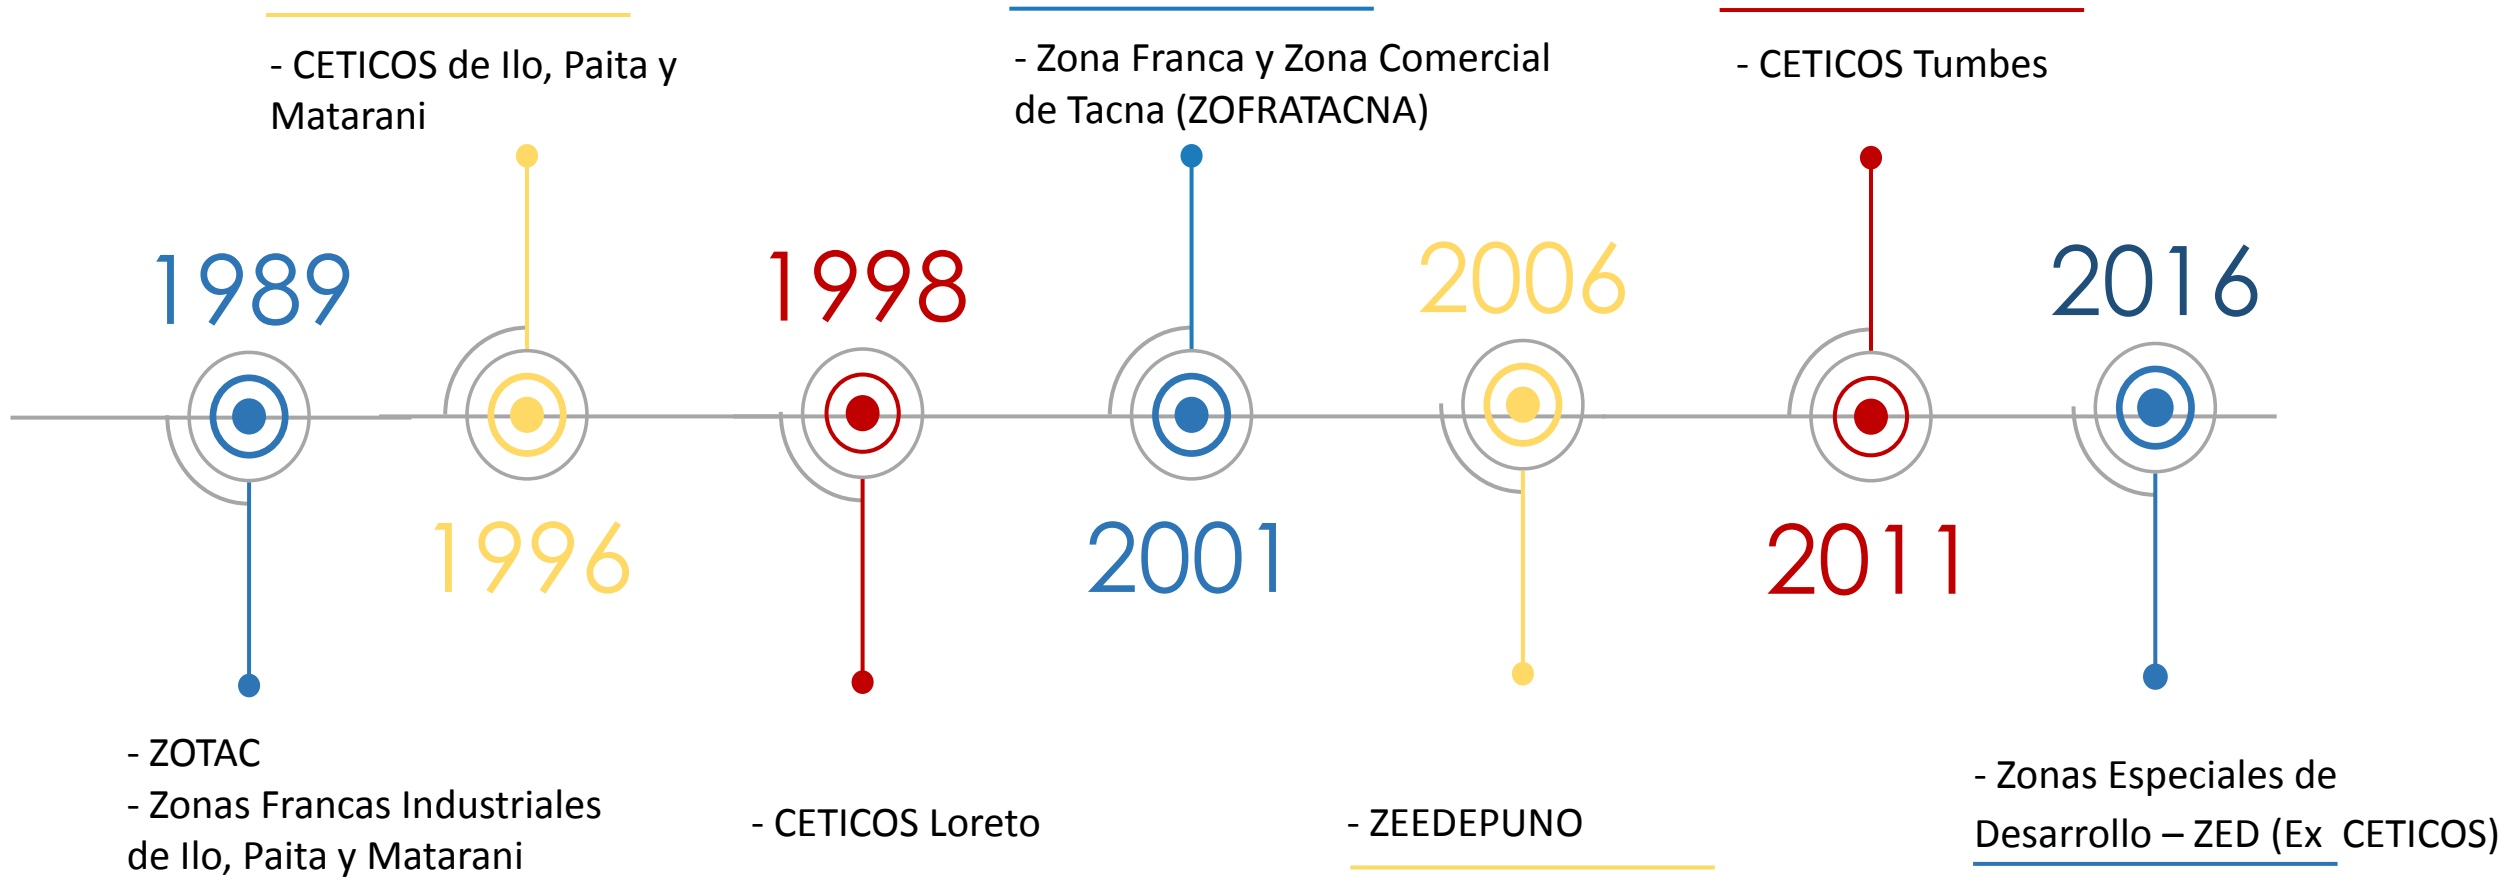 - CETICOS de Ilo, Paita y
Matarani
- Zona Franca y Zona Comercial
de Tacna (ZOFRATACNA)
- CETICOS Tumbes
1989
1998
2006
2016
1996
2001
2011
- ZOTAC
- Zonas Francas Industriales
de Ilo, Paita y Matarani
- CETICOS Loreto
- ZEEDEPUNO
- Zonas Especiales de
Desarrollo – ZED (Ex CETICOS)